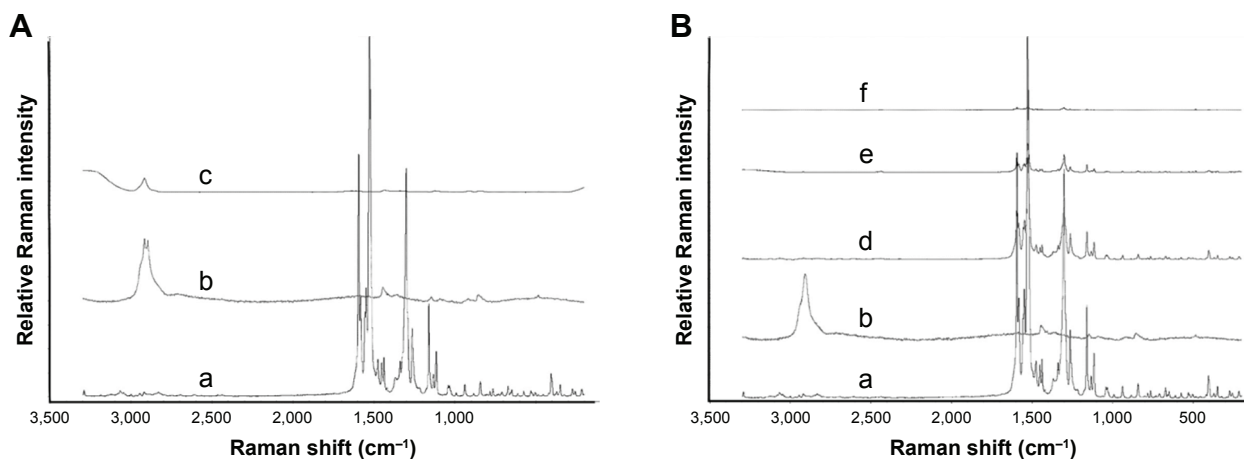 A
Relative Raman intensity
c
b
a
3,500 3,000 2,500 2,000 1,500 1,000
Raman shift (cm⁻¹)
B
Relative Raman intensity
f
e
d
b
a
3,500 3,000 2,500 2,000 1,500 1,000 500
Raman shift (cm⁻¹)